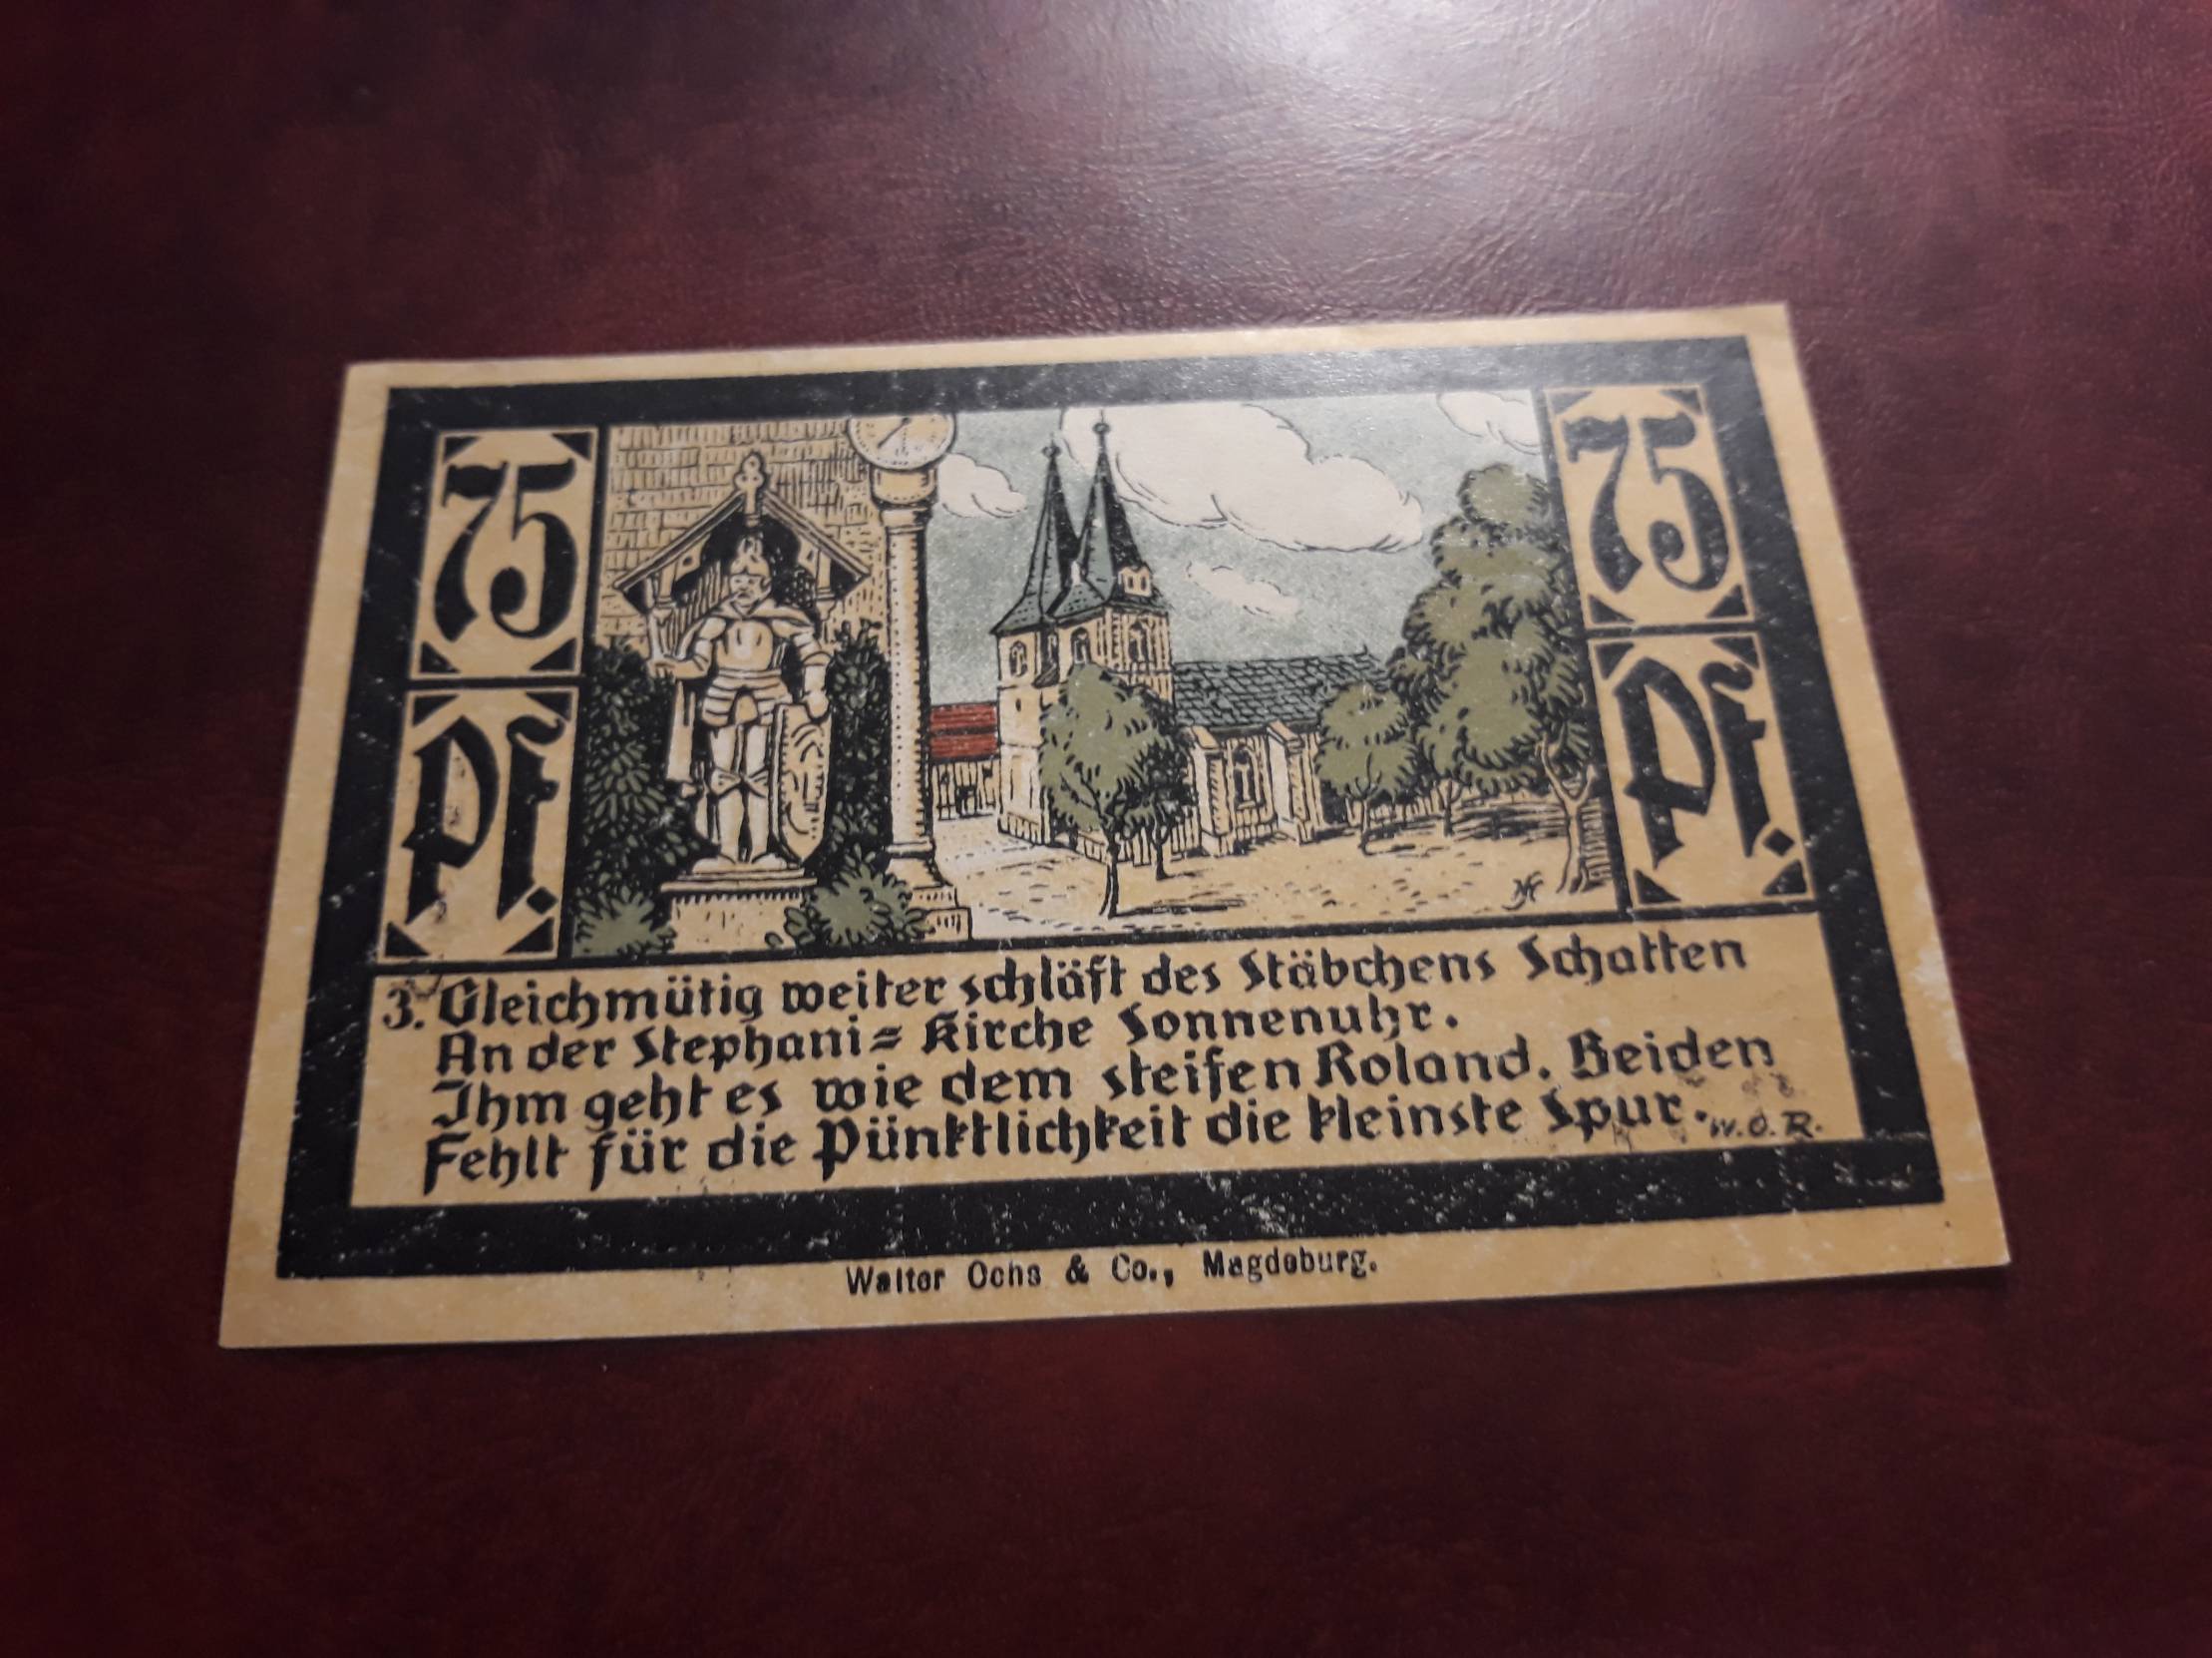 75
Pf.
75
Pf.
3. Gleichmütig weiter schläft des Stäbchens Schatten
An der Stephani= Kirche Sonnenuhr.
Ihm geht es wie dem steifen Roland. Beiden
Fehlt für die Pünktlichkeit die kleinste Spur.
W.O.R.
Walter Ochs & Co., Magdeburg.